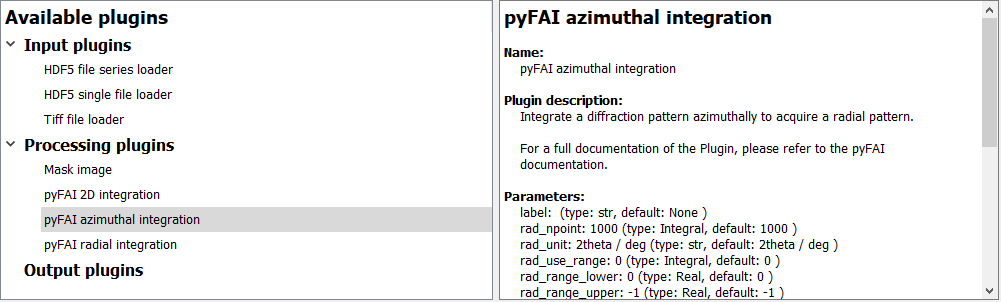 Available plugins
Input plugins
HDF5 file series loader
HDF5 single file loader
Tiff file loader
Processing plugins
Mask image
pyFAI 2D integration
pyFAI azimuthal integration
pyFAI radial integration
Output plugins
pyFAI azimuthal integration
Name:
pyFAI azimuthal integration
Plugin description:
Integrate a diffraction pattern azimuthally to acquire a radial pattern.
For a full documentation of the Plugin, please refer to the pyFAI
documentation.
Parameters:
label:  (type: str, default: None )
rad_npoint: 1000 (type: Integral, default: 1000 )
rad_unit: 2theta / deg (type: str, default: 2theta / deg )
rad_use_range: 0 (type: Integral, default: 0 )
rad_range_lower: 0 (type: Real, default: 0 )
rad_range_upper: -1 (type: Real, default: -1 )